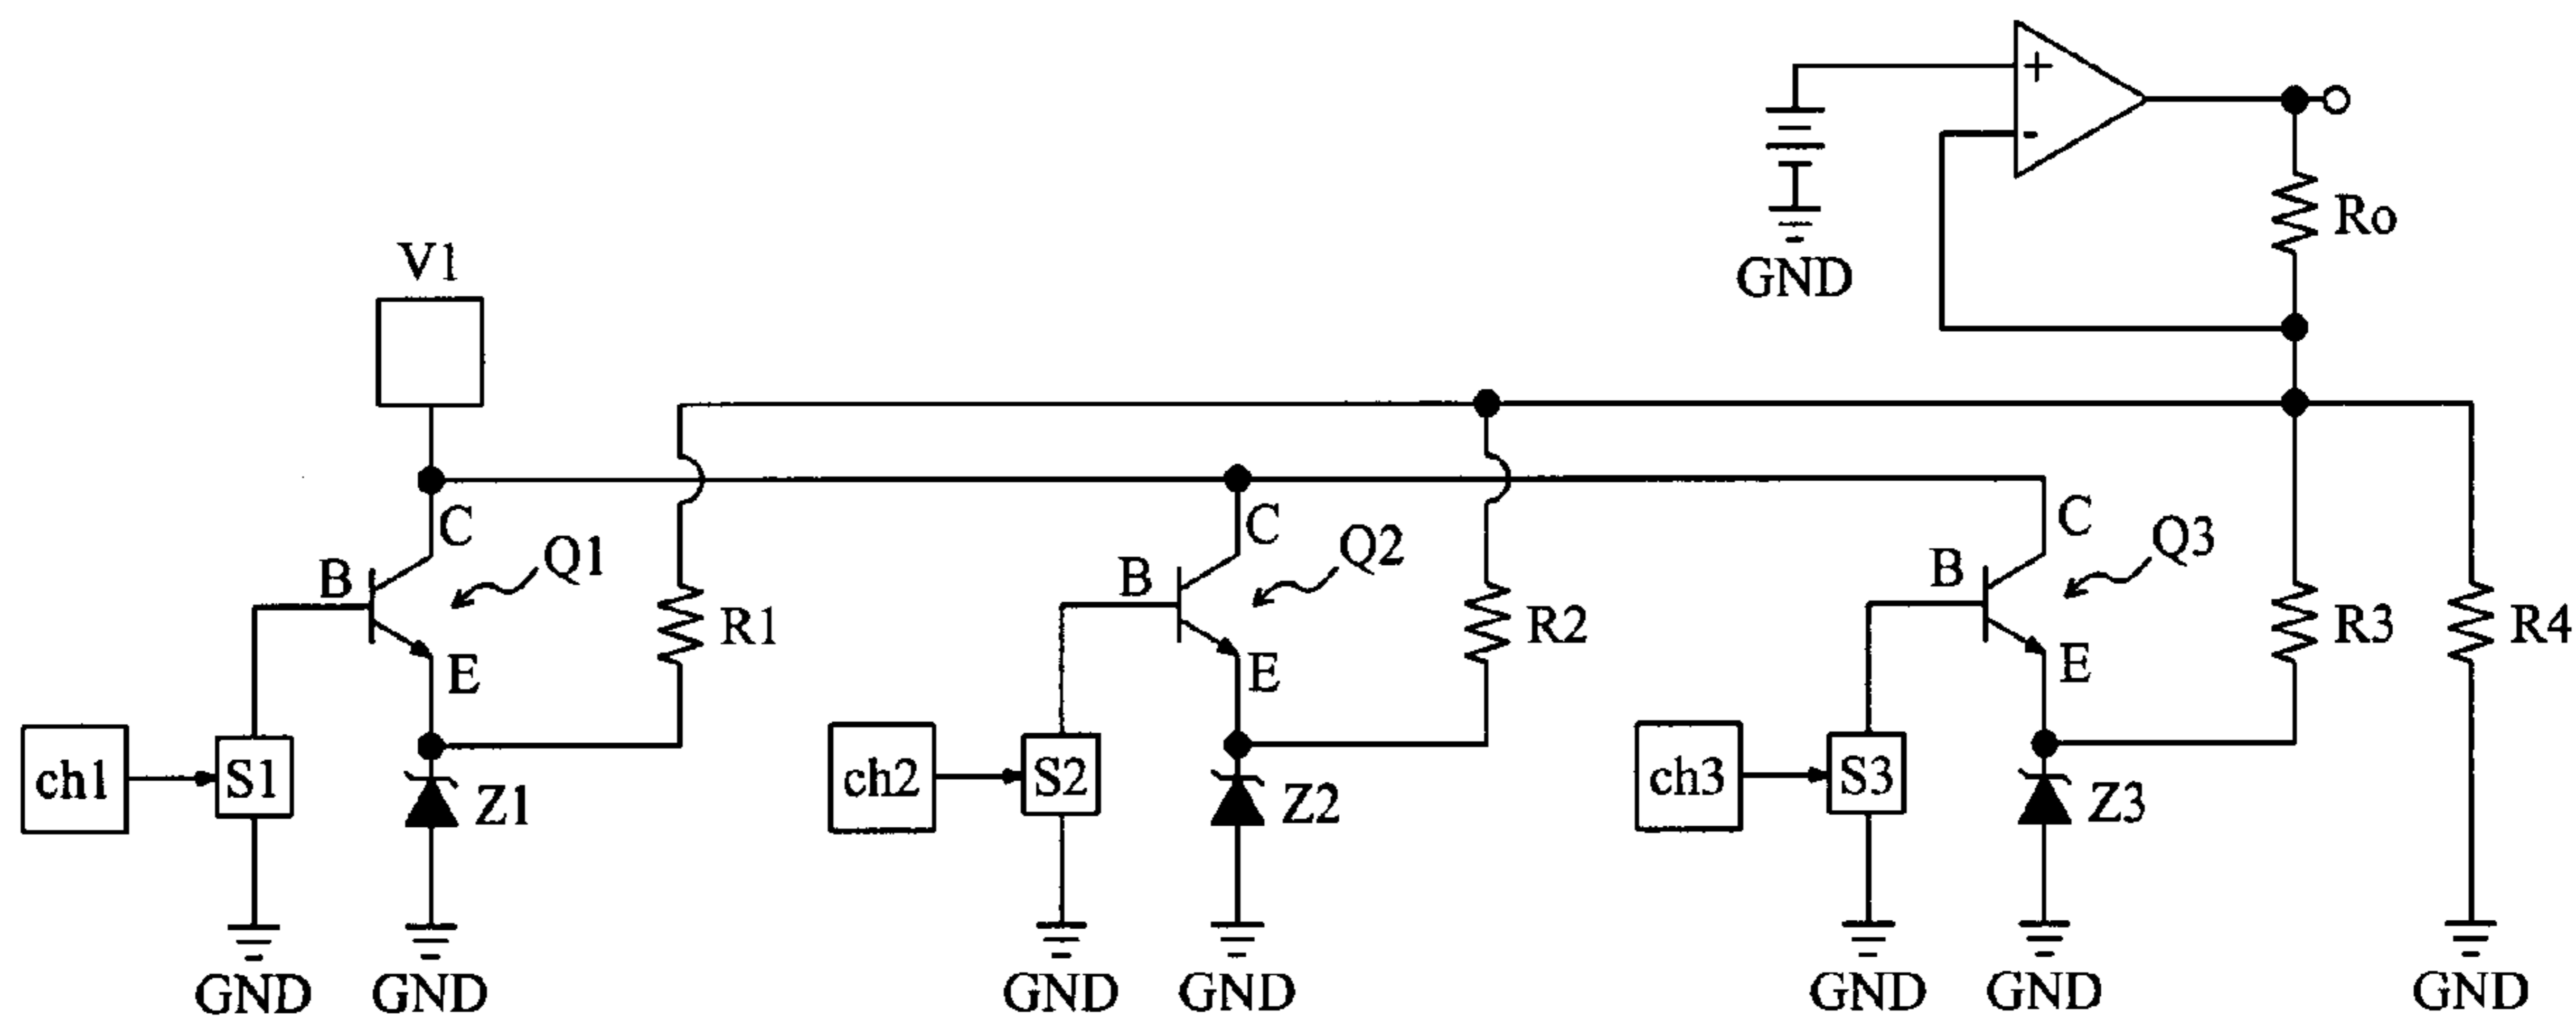 +
-
Ro
GND
V1
C
B
Q1
E
R1
ch1
S1
Z1
GND
GND
C
B
Q2
E
R2
ch2
S2
Z2
GND
GND
C
B
Q3
E
R3
R4
ch3
S3
Z3
GND
GND
GND